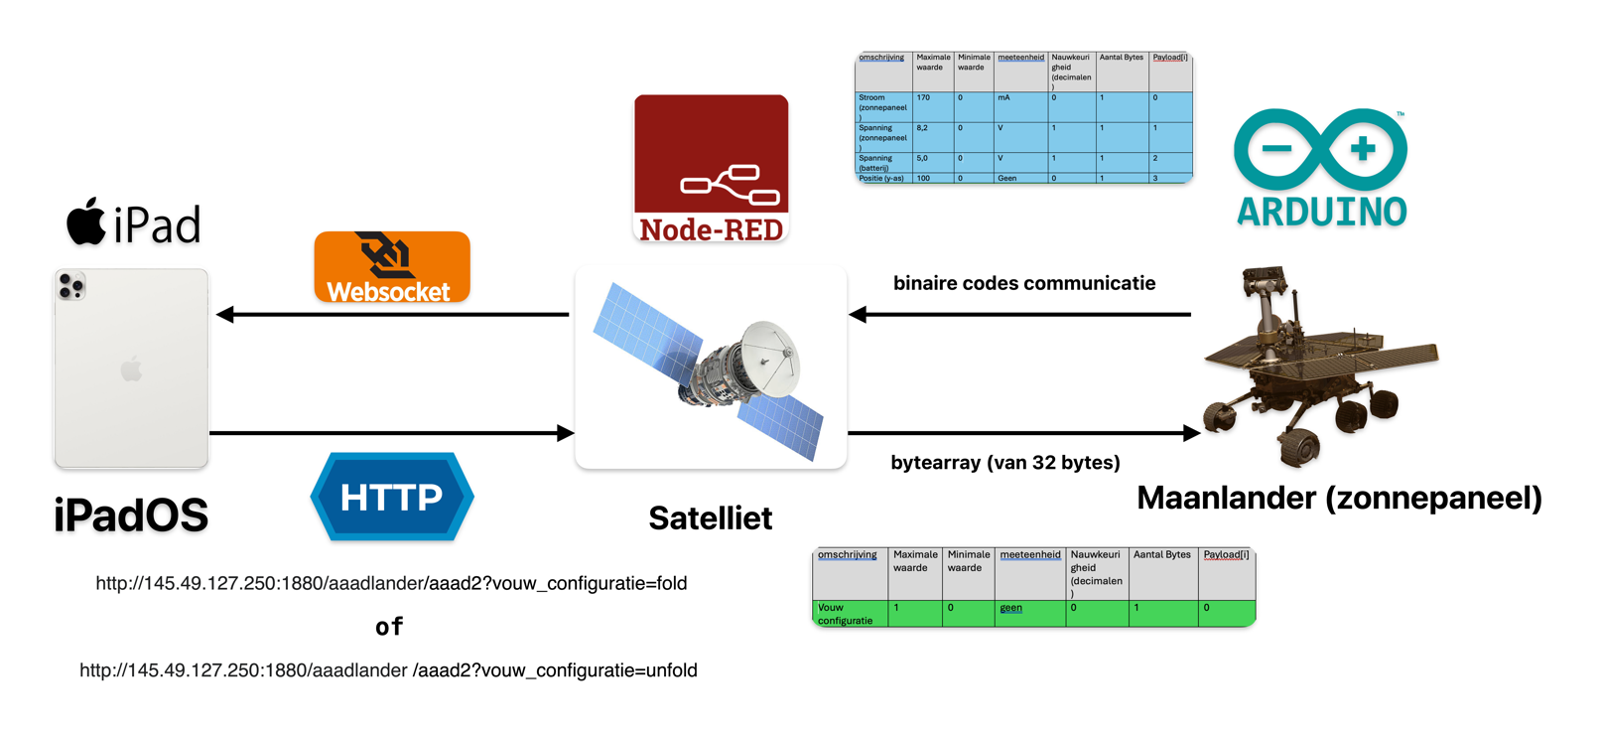 omschrijving Maximale waarde Minimale waarde meeteenheid Nauwkeuri gheid (decimalen ) Aantal Bytes Payload[i]
Stroom (zonnepaneel ) 170 0 mA 0 1 0
Spanning (zonnepaneel ) 8,2 0 V 1 1 1
Spanning (batterij) 5,0 0 V 1 1 2
Positie (y-as) 100 0 Geen 0 1 3
Node-RED
TM
ARDUINO
iPad
Websocket
binaire codes communicatie
bytearray (van 32 bytes)
HTTP
iPadOS
Satelliet
Maanlander (zonnepaneel)
http://145.49.127.250:1880/aaadlander/aaad2?vouw_configuratie=fold
of
http://145.49.127.250:1880/aaadlander /aaad2?vouw_configuratie=unfold
omschrijving Maximale waarde Minimale waarde meeteenheid Nauwkeuri gheid (decimalen ) Aantal Bytes Payload[i]
Vouw configuratie 1 0 geen 0 1 0